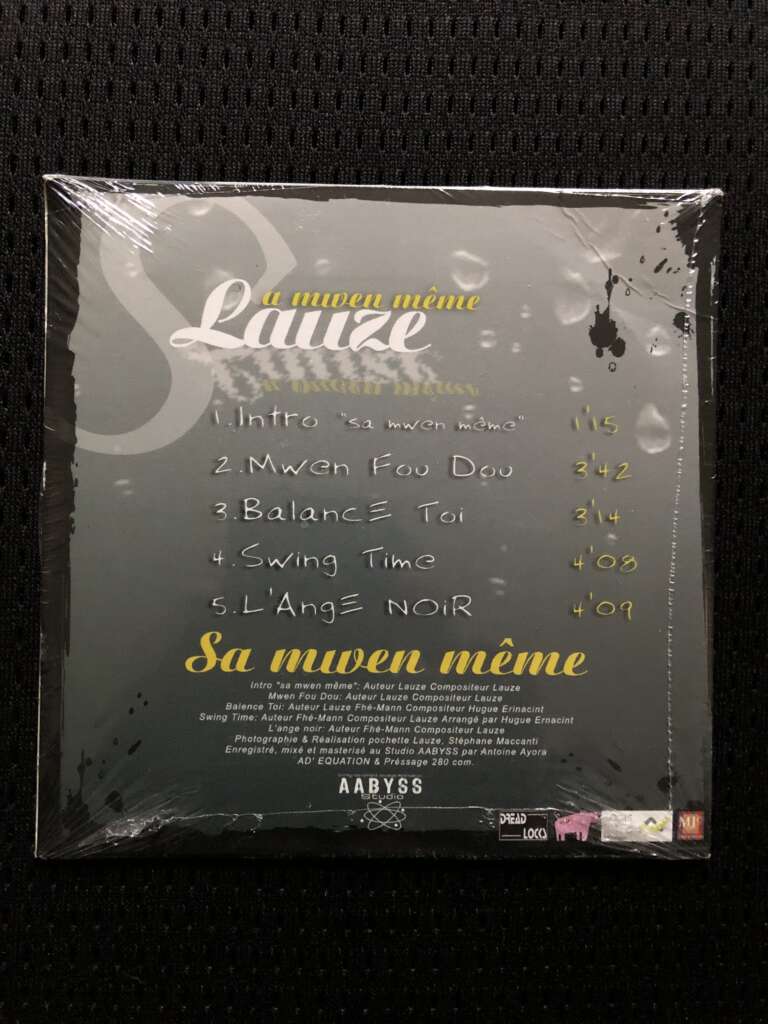 Sa mwen même
Lauze
1.Intro "sa mwen même" 1'15
2.Mwen Fou Dou 3'42
3.Balance Toi 3'14
4.Swing Time 4'08
5.L'Ange NOiR 4'09
Sa mwen même
Intro "sa mwen même": Auteur Lauze Compositeur Lauze
Mwen Fou Dou: Auteur Lauze Compositeur Lauze
Balence Toi: Auteur Lauze Fhé-Mann Compositeur Hugue Erinacint
Swing Time: Auteur Fhé-Mann Compositeur Lauze Arrangé par Hugue Ernacint
L'ange noir: Auteur Fhé-Mann Compositeur Lauze
Photographie & Réalisation pochette Lauze, Stéphane Maccanti
Enregistré, mixé et masterisé au Studio AABYSS par Antoine Ayora
AD' EQUATION & Préssage 280 com.
AABYSS
Studio
DREAD
LOCKS